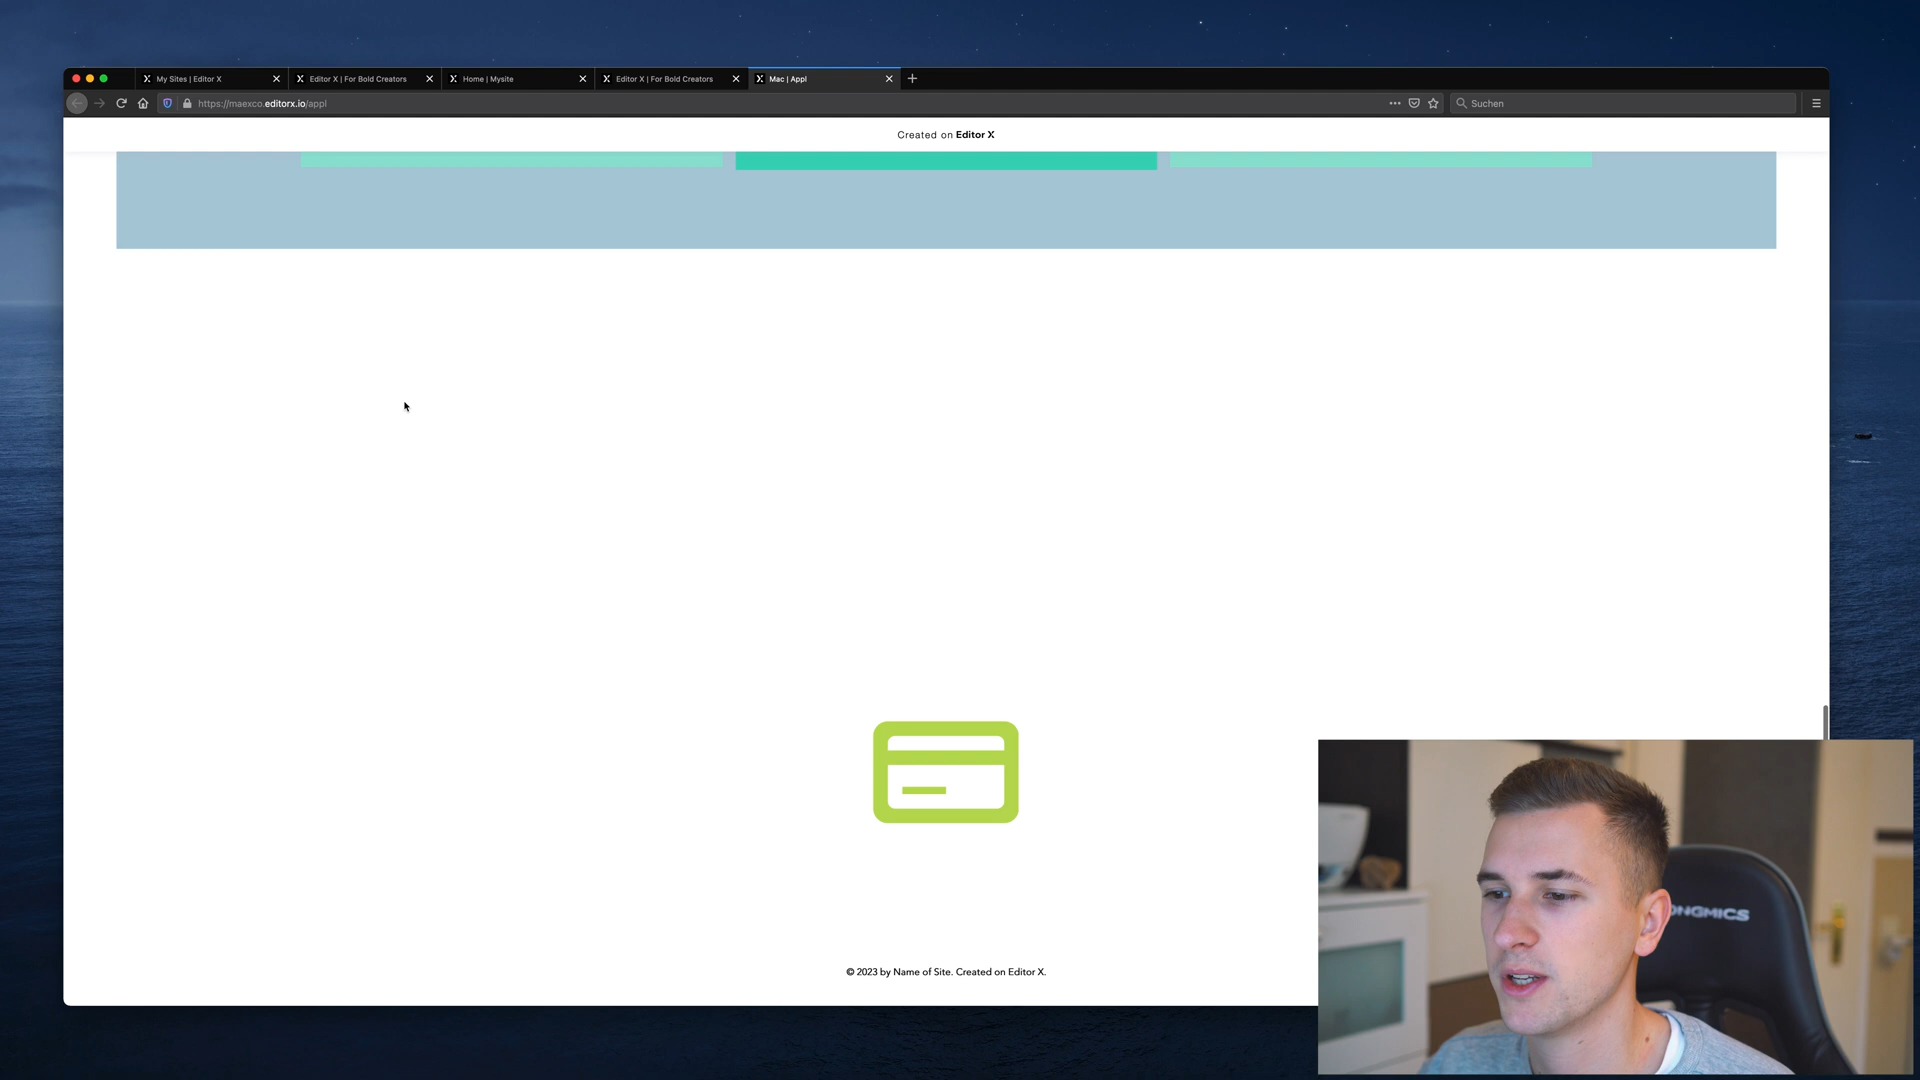 My Sites | Editor X
Editor X | For Bold Creators
Home | Mysite
Editor X | For Bold Creators
Mac | Appl
https://maexco.editorx.io/appl
Suchen
Created on Editor X
© 2023 by Name of Site. Created on Editor X.
ONGMICS